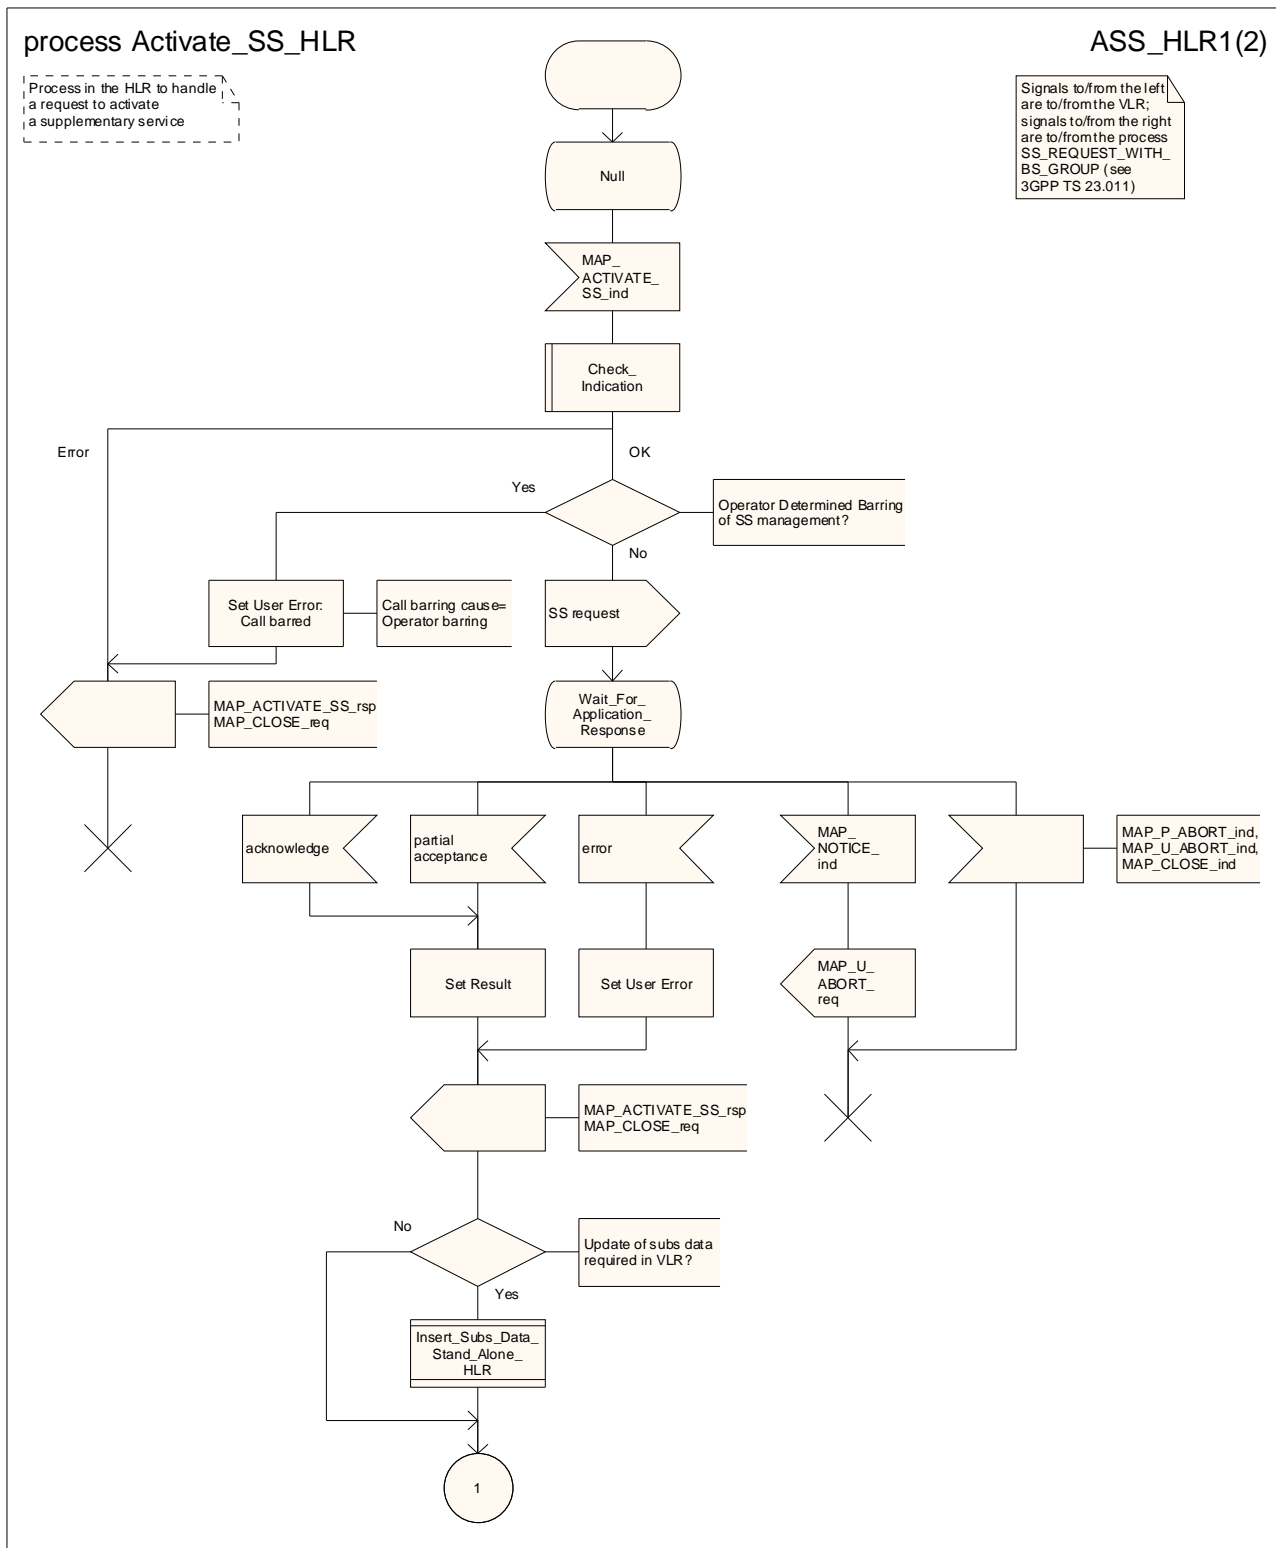 process Activate_SS_HLR
ASS_HLR1(2)
Process in the HLR to handle
a request to activate
a supplementary service
Signals to/from the left
are to/from the VLR;
signals to/from the right
are to/from the process
SS_REQUEST_WITH_
BS_GROUP (see
3GPP TS 23.011)
Null
MAP_
ACTIVATE_
SS_ind
Check_
Indication
Error
OK
Yes
Operator Determined Barring
of SS management?
No
Set User Error:
Call barred
Call barring cause=
Operator barring
SS request
MAP_ACTIVATE_SS_rsp
MAP_CLOSE_req
Wait_For_
Application_
Response
acknowledge
partial
acceptance
error
MAP_
NOTICE_
ind
MAP_P_ABORT_ind,
MAP_U_ABORT_ind,
MAP_CLOSE_ind
Set Result
Set User Error
MAP_U_
ABORT_
req
MAP_ACTIVATE_SS_rsp
MAP_CLOSE_req
No
Update of subs data
required in VLR?
Yes
Insert_Subs_Data_
Stand_Alone_
HLR
1